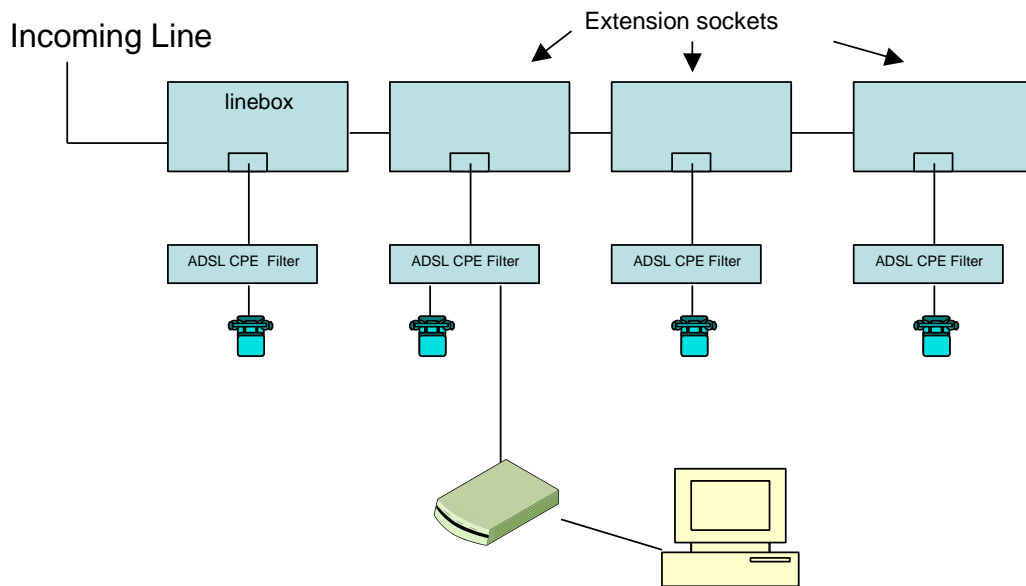 Extension sockets
Incoming Line
linebox
ADSL CPE  Filter
ADSL CPE Filter
ADSL CPE Filter
ADSL CPE Filter